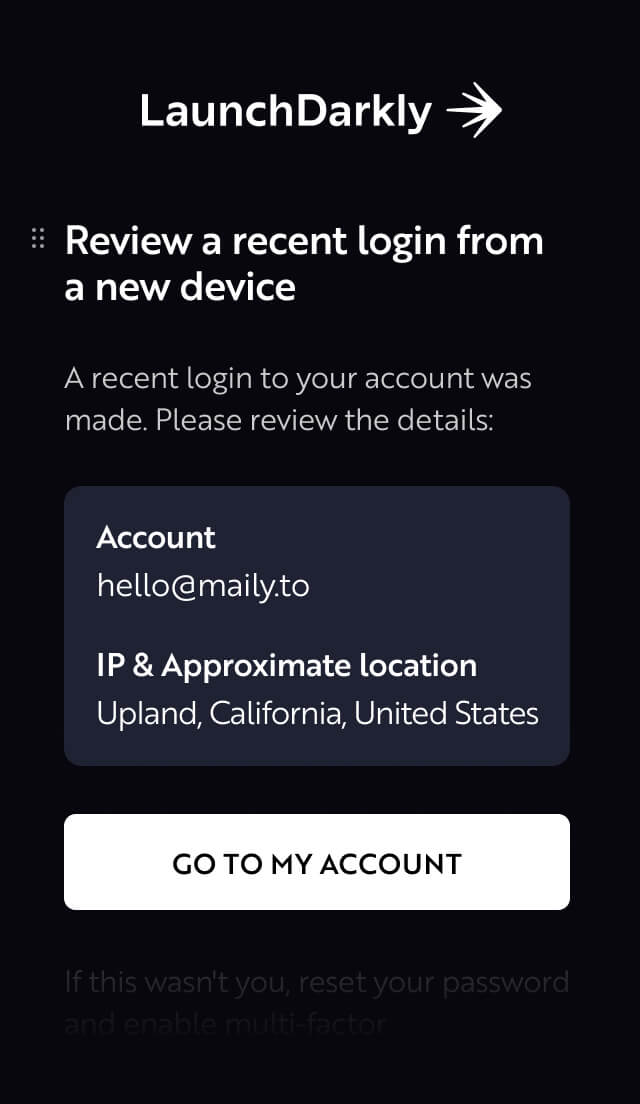 LaunchDarkly
Review a recent login from
a new device
A recent login to your account was
made. Please review the details:
Account
hello@maily.to
IP & Approximate location
Upland, California, United States
GO TO MY ACCOUNT
If this wasn't you, reset your password
and enable multi-factor